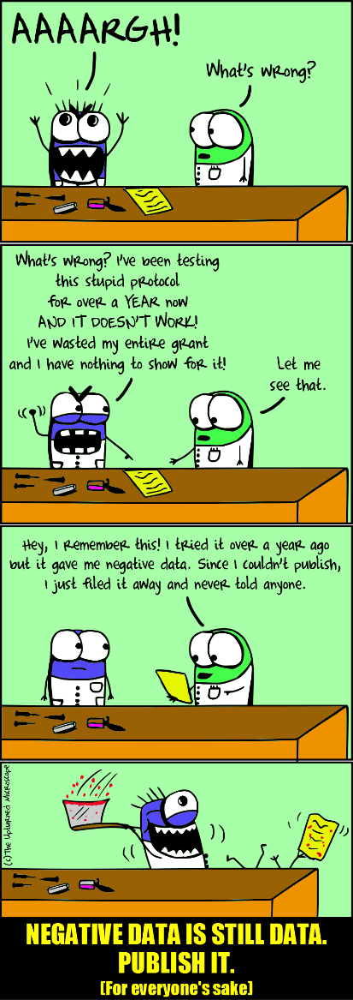 AAAARGH!
What's wrong?
What's wrong? I've been testing
this stupid protocol
for over a YEAR now
AND IT DOESN'T WORK!
I've wasted my entire grant
and I have nothing to show for it!
Let me
see that.
Hey, I remember this! I tried it over a year ago
but it gave me negative data. Since I couldn't publish,
I just filed it away and never told anyone.
(c) The Upturned Microscope
NEGATIVE DATA IS STILL DATA.
PUBLISH IT.
(For everyone's sake)